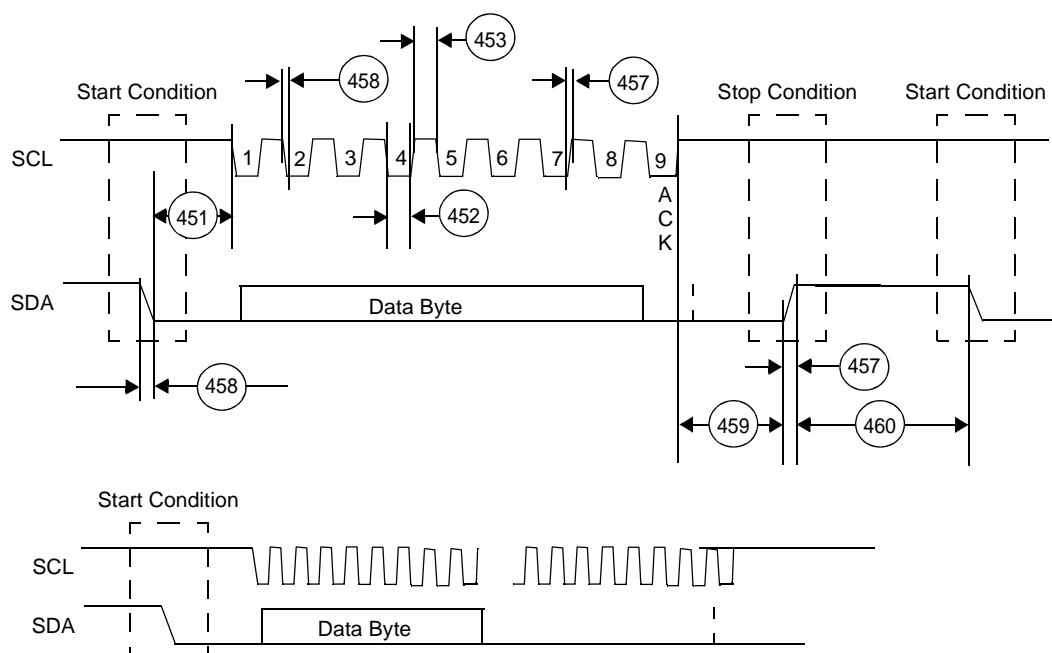 453
458
457
Start Condition
Stop Condition
Start Condition
SCL
1 2 3 4 5 6 7 8 9
A
C
K
451
452
SDA
Data Byte
458
457
459
460
Start Condition
SCL
SDA
Data Byte